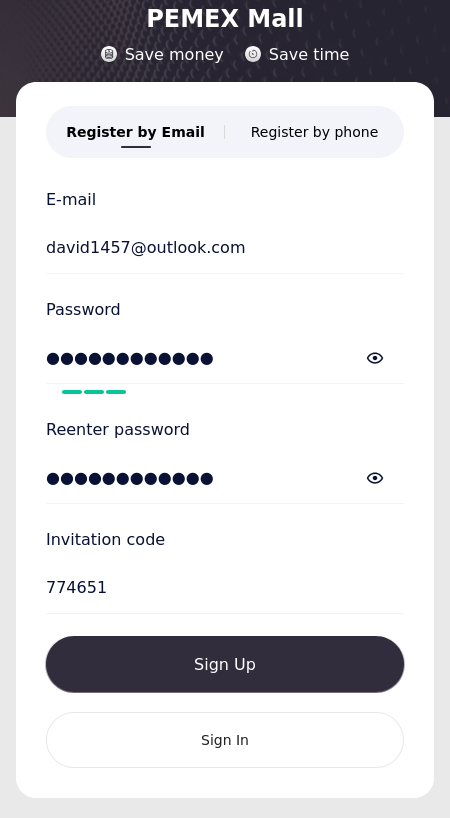 PEMEX Mall
Save money Save time
Register by Email Register by phone
E-mail
david1457@outlook.com
Password
●●●●●●●●●●●●
Reenter password
●●●●●●●●●●●●
Invitation code
774651
Sign Up
Sign In